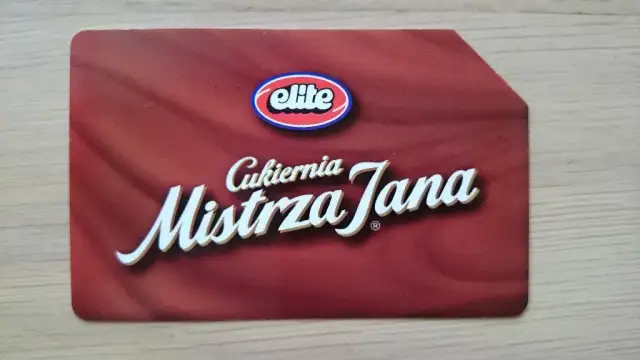 elite
Cukiernia
Mistrza Jana
®